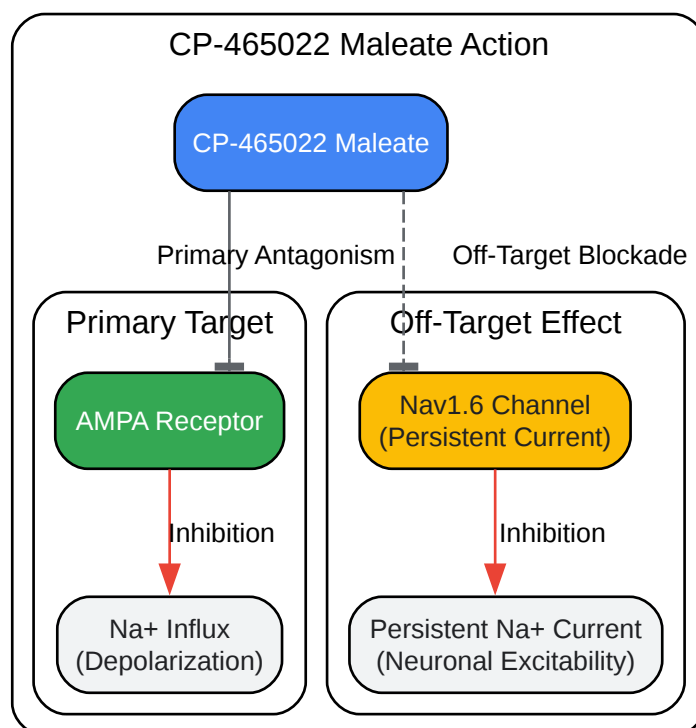 CP-465022 Maleate Action
CP-465022 Maleate
Primary Antagonism
Off-Target Blockade
Primary Target
Off-Target Effect
AMPA Receptor
Nav1.6 Channel
(Persistent Current)
Inhibition
Inhibition
Na+ Influx
(Depolarization)
Persistent Na+ Current
(Neuronal Excitability)